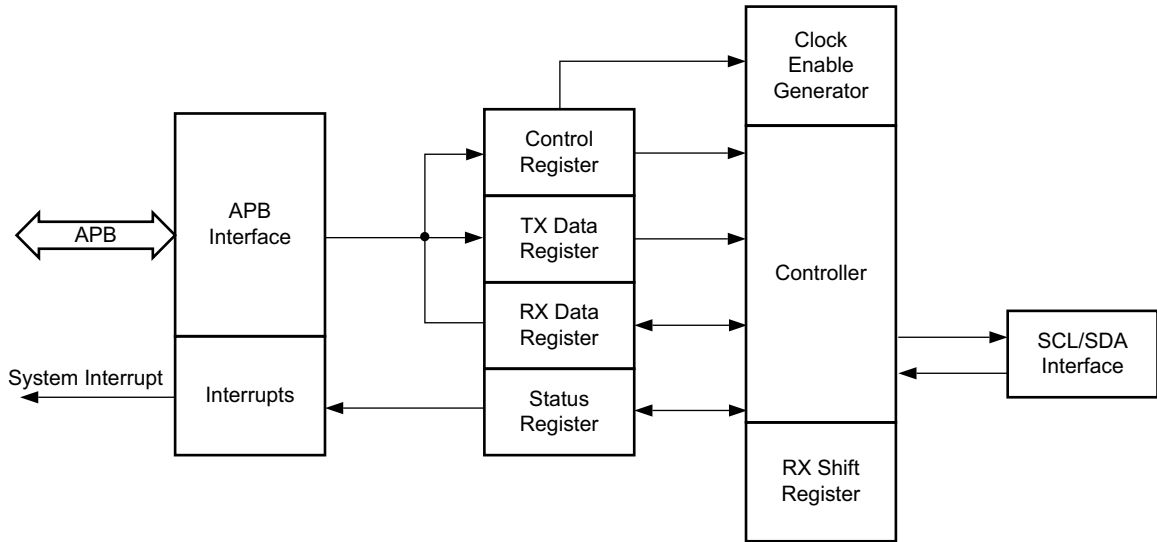 Clock
Enable
Generator
Control
Register
APB
APB
Interface
TX Data
Register
Controller
RX Data
Register
SCL/SDA
Interface
System Interrupt
Interrupts
Status
Register
RX Shift
Register